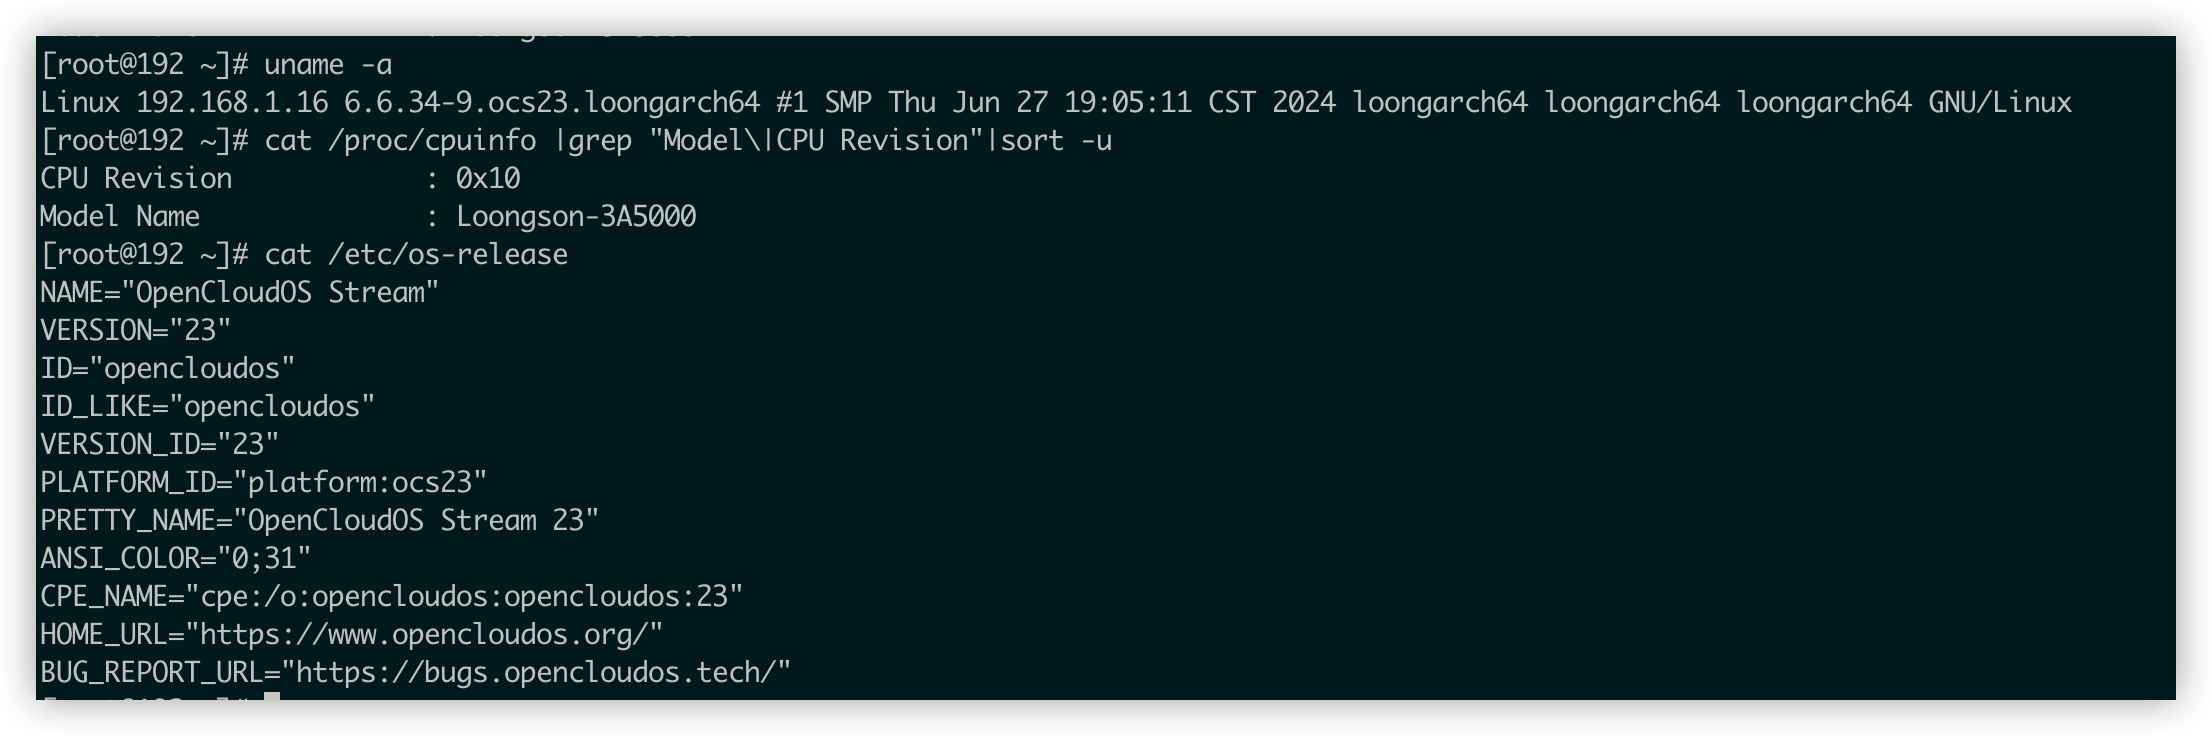 [root@192 ~]# uname -a
Linux 192.168.1.16 6.6.34-9.ocs23.loongarch64 #1 SMP Thu Jun 27 19:05:11 CST 2024 loongarch64 loongarch64 loongarch64 GNU/Linux
[root@192 ~]# cat /proc/cpuinfo |grep "Model\|CPU Revision"|sort -u
CPU Revision            : 0x10
Model Name              : Loongson-3A5000
[root@192 ~]# cat /etc/os-release
NAME="OpenCloudOS Stream"
VERSION="23"
ID="opencloudos"
ID_LIKE="opencloudos"
VERSION_ID="23"
PLATFORM_ID="platform:ocs23"
PRETTY_NAME="OpenCloudOS Stream 23"
ANSI_COLOR="0;31"
CPE_NAME="cpe:/o:opencloudos:opencloudos:23"
HOME_URL="https://www.opencloudos.org/"
BUG_REPORT_URL="https://bugs.opencloudos.tech/"